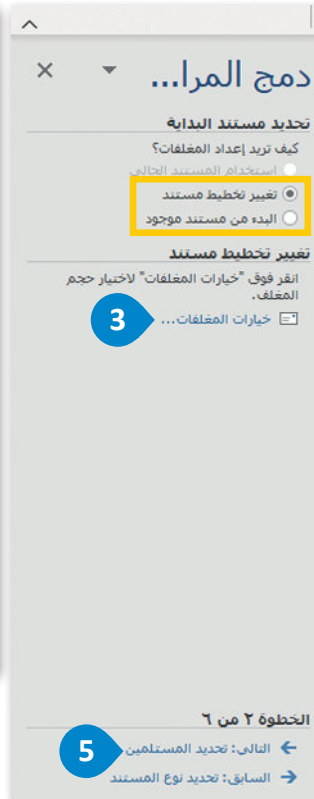 دمج المرا...
تحديد مستند البداية
كيف تريد إعداد المغلفات؟
استخدام المستند الحالي
تغيير تخطيط مستند
البدء من مستند موجود
تغيير تخطيط مستند
انقر فوق "خيارات المغلفات" لاختيار حجم
المغلف.
خيارات المغلفات...
3
الخطوة ٢ من ٦
التالي: تحديد المستلمين
5
السابق: تحديد نوع المستند